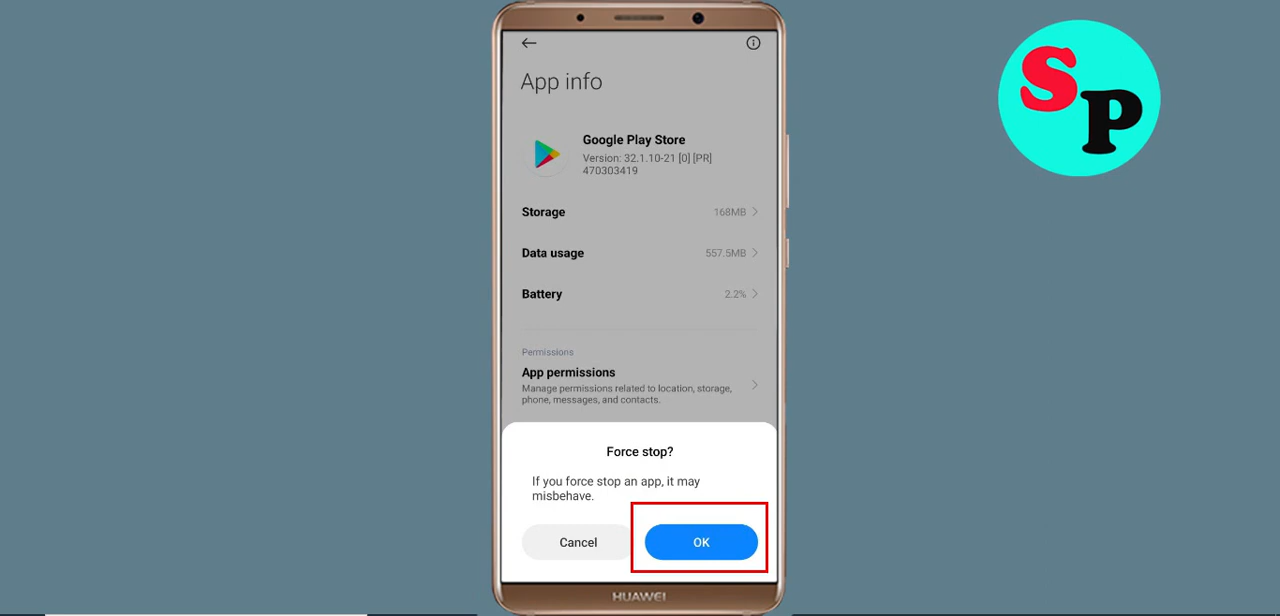 App info
Google Play Store
Version: 32.1.10-21 [0] [PR]
470303419
Storage 168MB
Data usage 557.5MB
Battery 2.2%
Permissions
App permissions
Manage permissions related to location, storage,
phone, messages, and contacts.
Force stop?
If you force stop an app, it may
misbehave.
Cancel OK
HUAWEI
SP